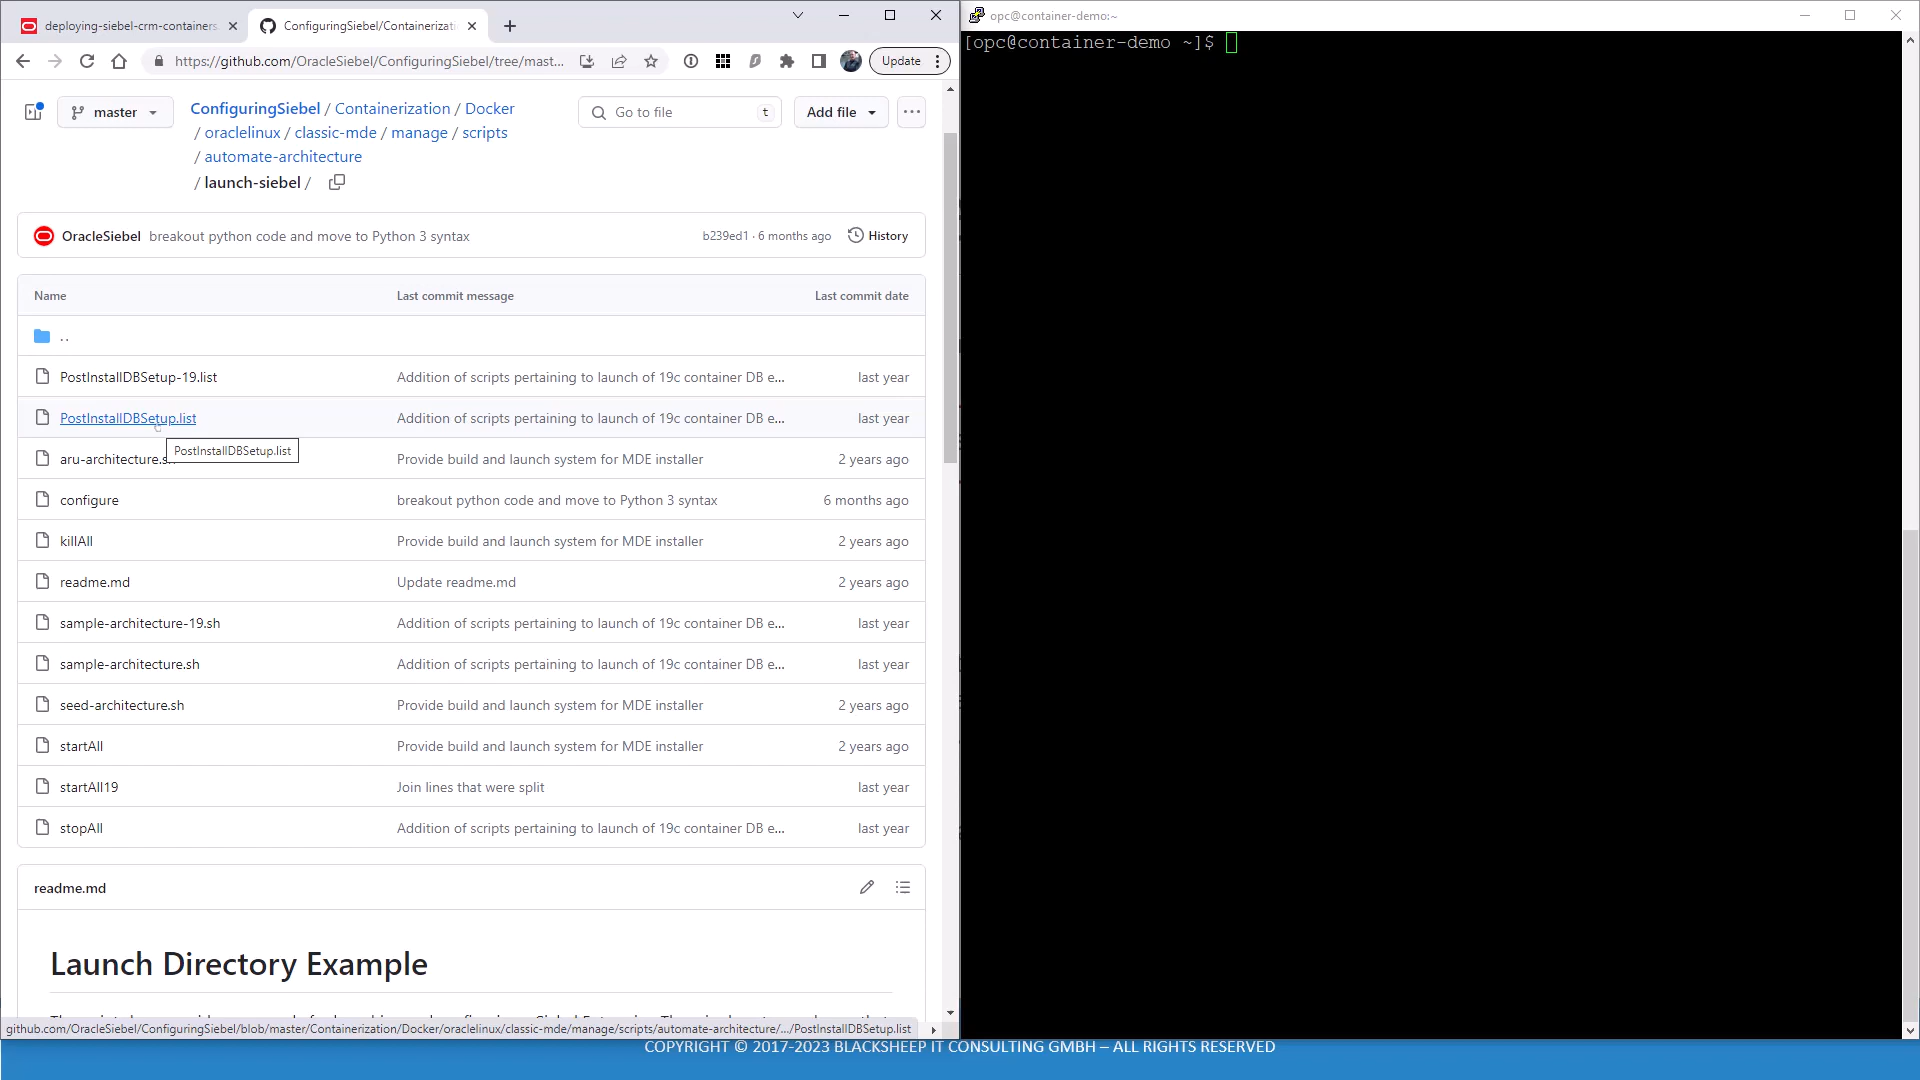 deploying-siebel-crm-containers
ConfiguringSiebel/Containerizatio
https://github.com/OracleSiebel/ConfiguringSiebel/tree/mast...
Update
master
ConfiguringSiebel / Containerization / Docker
/ oraclelinux / classic-mde / manage / scripts
/ automate-architecture
/ launch-siebel /
Go to file
t
Add file
OracleSiebel breakout python code and move to Python 3 syntax
b239ed1 · 6 months ago
History
Name Last commit message Last commit date
..
PostInstallDBSetup-19.list Addition of scripts pertaining to launch of 19c container DB e... last year
PostInstallDBSetup.list Addition of scripts pertaining to launch of 19c container DB e... last year
PostInstallDBSetup.list
aru-architecture.sh Provide build and launch system for MDE installer 2 years ago
configure breakout python code and move to Python 3 syntax 6 months ago
killAll Provide build and launch system for MDE installer 2 years ago
readme.md Update readme.md 2 years ago
sample-architecture-19.sh Addition of scripts pertaining to launch of 19c container DB e... last year
sample-architecture.sh Addition of scripts pertaining to launch of 19c container DB e... last year
seed-architecture.sh Provide build and launch system for MDE installer 2 years ago
startAll Provide build and launch system for MDE installer 2 years ago
startAll19 Join lines that were split last year
stopAll Addition of scripts pertaining to launch of 19c container DB e... last year
readme.md
Launch Directory Example
github.com/OracleSiebel/ConfiguringSiebel/blob/master/Containerization/Docker/oraclelinux/classic-mde/manage/scripts/automate-architecture/.../PostInstallDBSetup.list
opc@container-demo:~
[opc@container-demo ~]$
COPYRIGHT © 2017-2023 BLACKSHEEP IT CONSULTING GMBH – ALL RIGHTS RESERVED